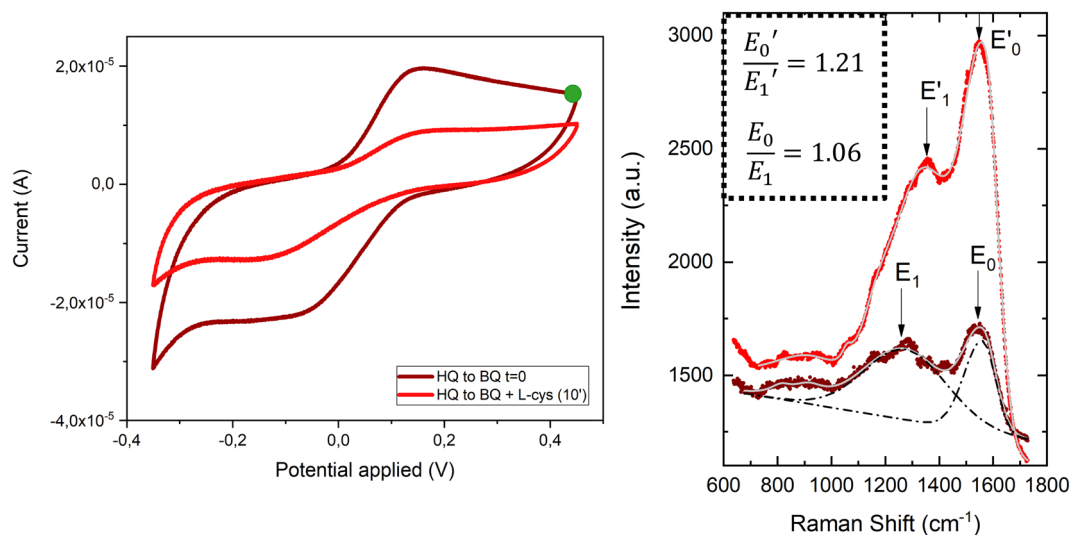 2,0x10⁻⁵
0,0
-2,0x10⁻⁵
-4,0x10⁻⁵
Current (A)
-0,4
-0,2
0,0
0,2
0,4
Potential applied (V)
HQ to BQ t=0
HQ to BQ + L-cys (10')
3000
2500
2000
1500
Intensity (a.u.)
E₀′/E₁′ = 1.21
E₀/E₁ = 1.06
E'₀
E'₁
E₁
E₀
600 800 1000 1200 1400 1600 1800
Raman Shift (cm⁻¹)